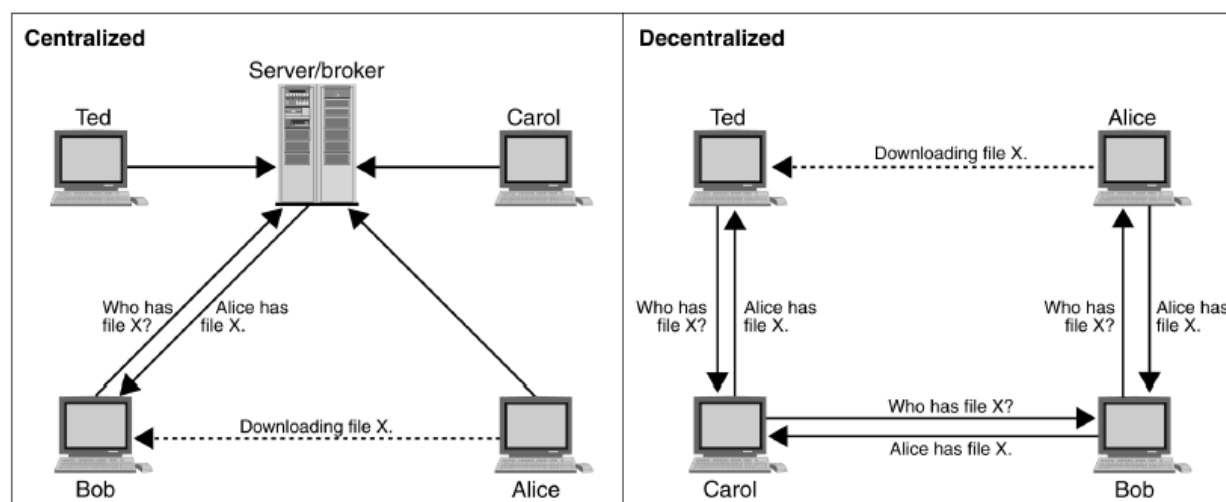 Centralized
Server/broker
Ted
Carol
Who has
file X?
Alice has
file X.
Downloading file X.
Bob
Alice
Decentralized
Ted
Alice
Downloading file X.
Who has
file X?
Alice has
file X.
Who has
file X?
Alice has
file X.
Who has file X?
Alice has file X.
Carol
Bob